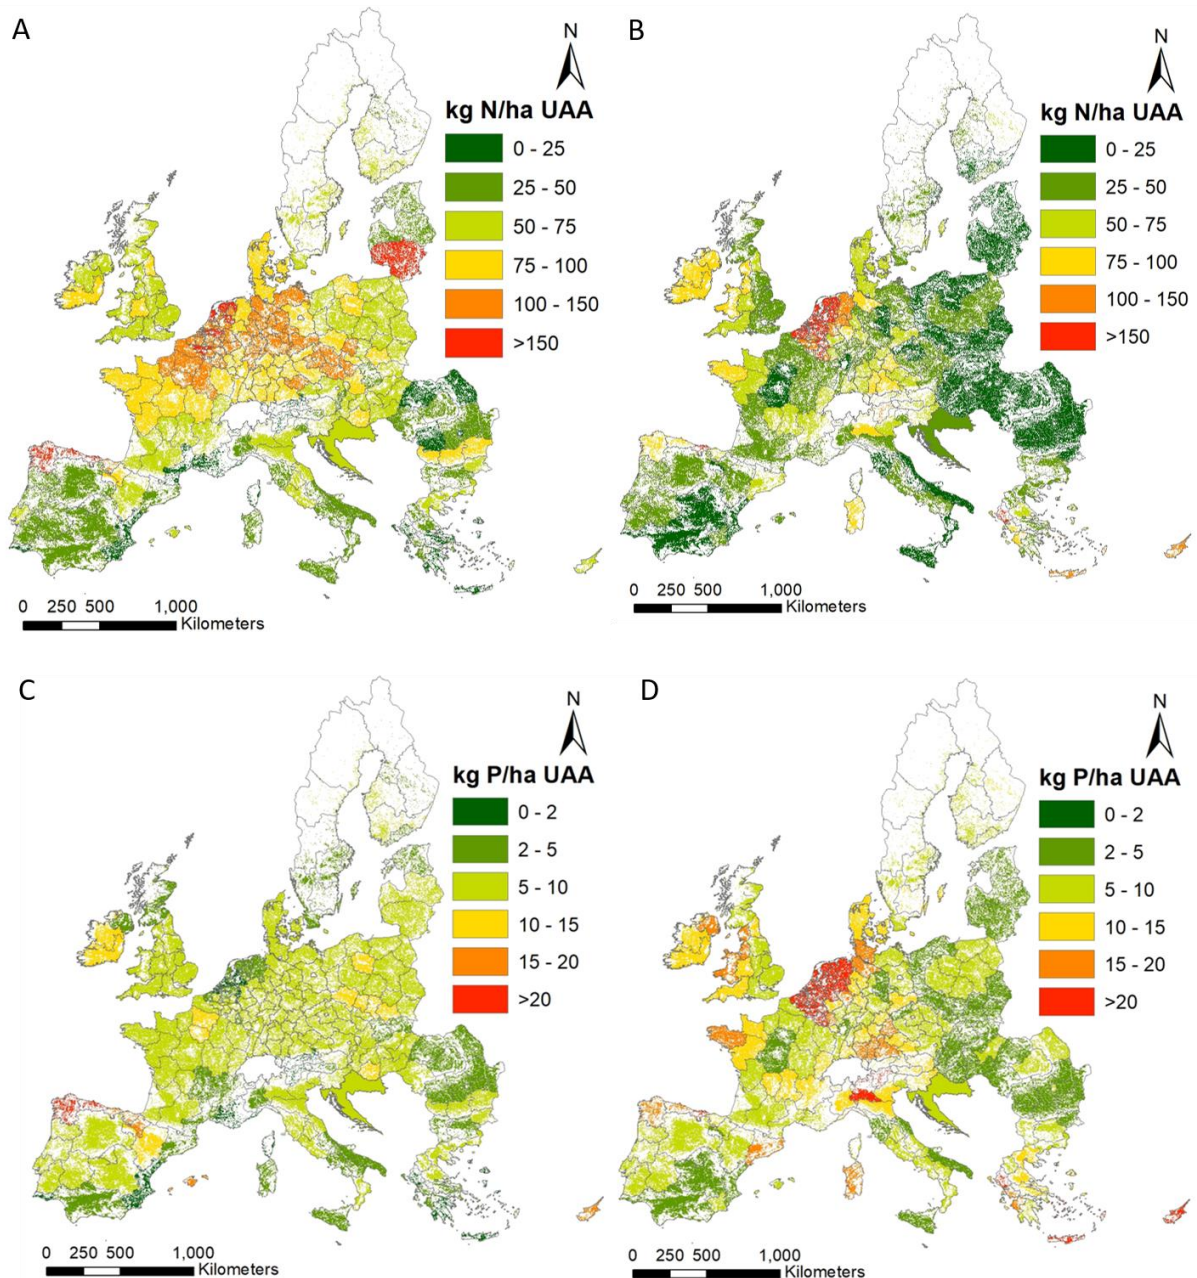 A
N
kg N/ha UAA
0 - 25
25 - 50
50 - 75
75 - 100
100 - 150
>150
0 250 500 1,000
Kilometers
B
N
kg N/ha UAA
0 - 25
25 - 50
50 - 75
75 - 100
100 - 150
>150
0 250 500 1,000
Kilometers
C
N
kg P/ha UAA
0 - 2
2 - 5
5 - 10
10 - 15
15 - 20
>20
0 250 500 1,000
Kilometers
D
N
kg P/ha UAA
0 - 2
2 - 5
5 - 10
10 - 15
15 - 20
>20
0 250 500 1,000
Kilometers